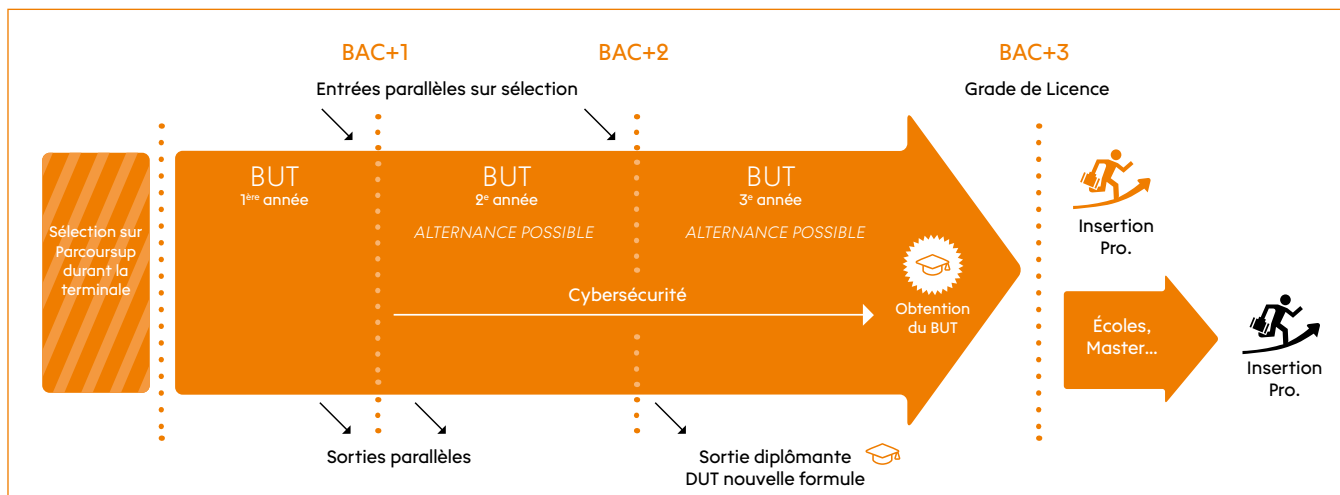 BAC+1
BAC+2
BAC+3
Entrées parallèles sur sélection
Grade de Licence
Sélection sur
Parcoursup
durant la
terminale
BUT
1ère année
BUT
2e année
ALTERNANCE POSSIBLE
BUT
3e année
ALTERNANCE POSSIBLE
Cybersécurité
Obtention
du BUT
Insertion
Pro.
Écoles,
Master...
Insertion
Pro.
Sorties parallèles
Sortie diplômante
DUT nouvelle formule